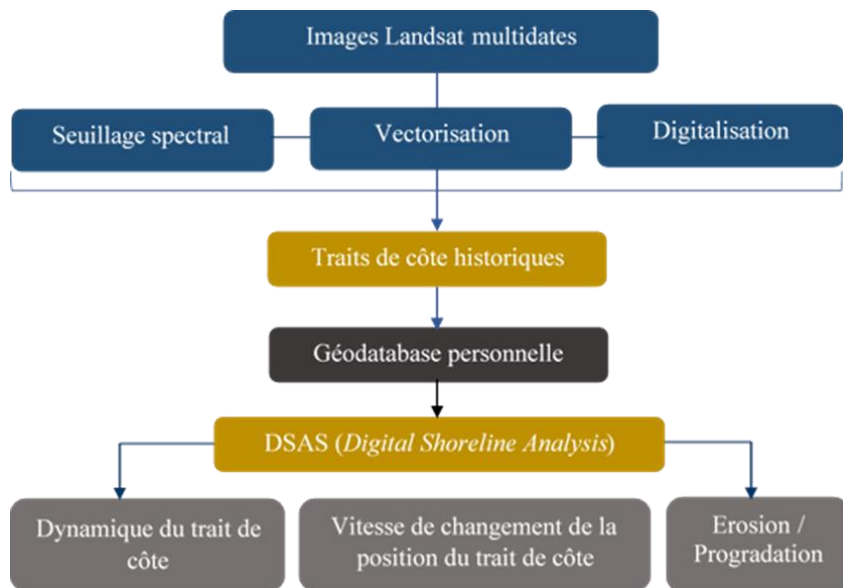 Images Landsat multidates
Seuillage spectral
Vectorisation
Digitalisation
Traits de côte historiques
Géodatabase personnelle
DSAS (Digital Shoreline Analysis)
Dynamique du trait de
côte
Vitesse de changement de la
position du trait de côte
Erosion /
Progradation